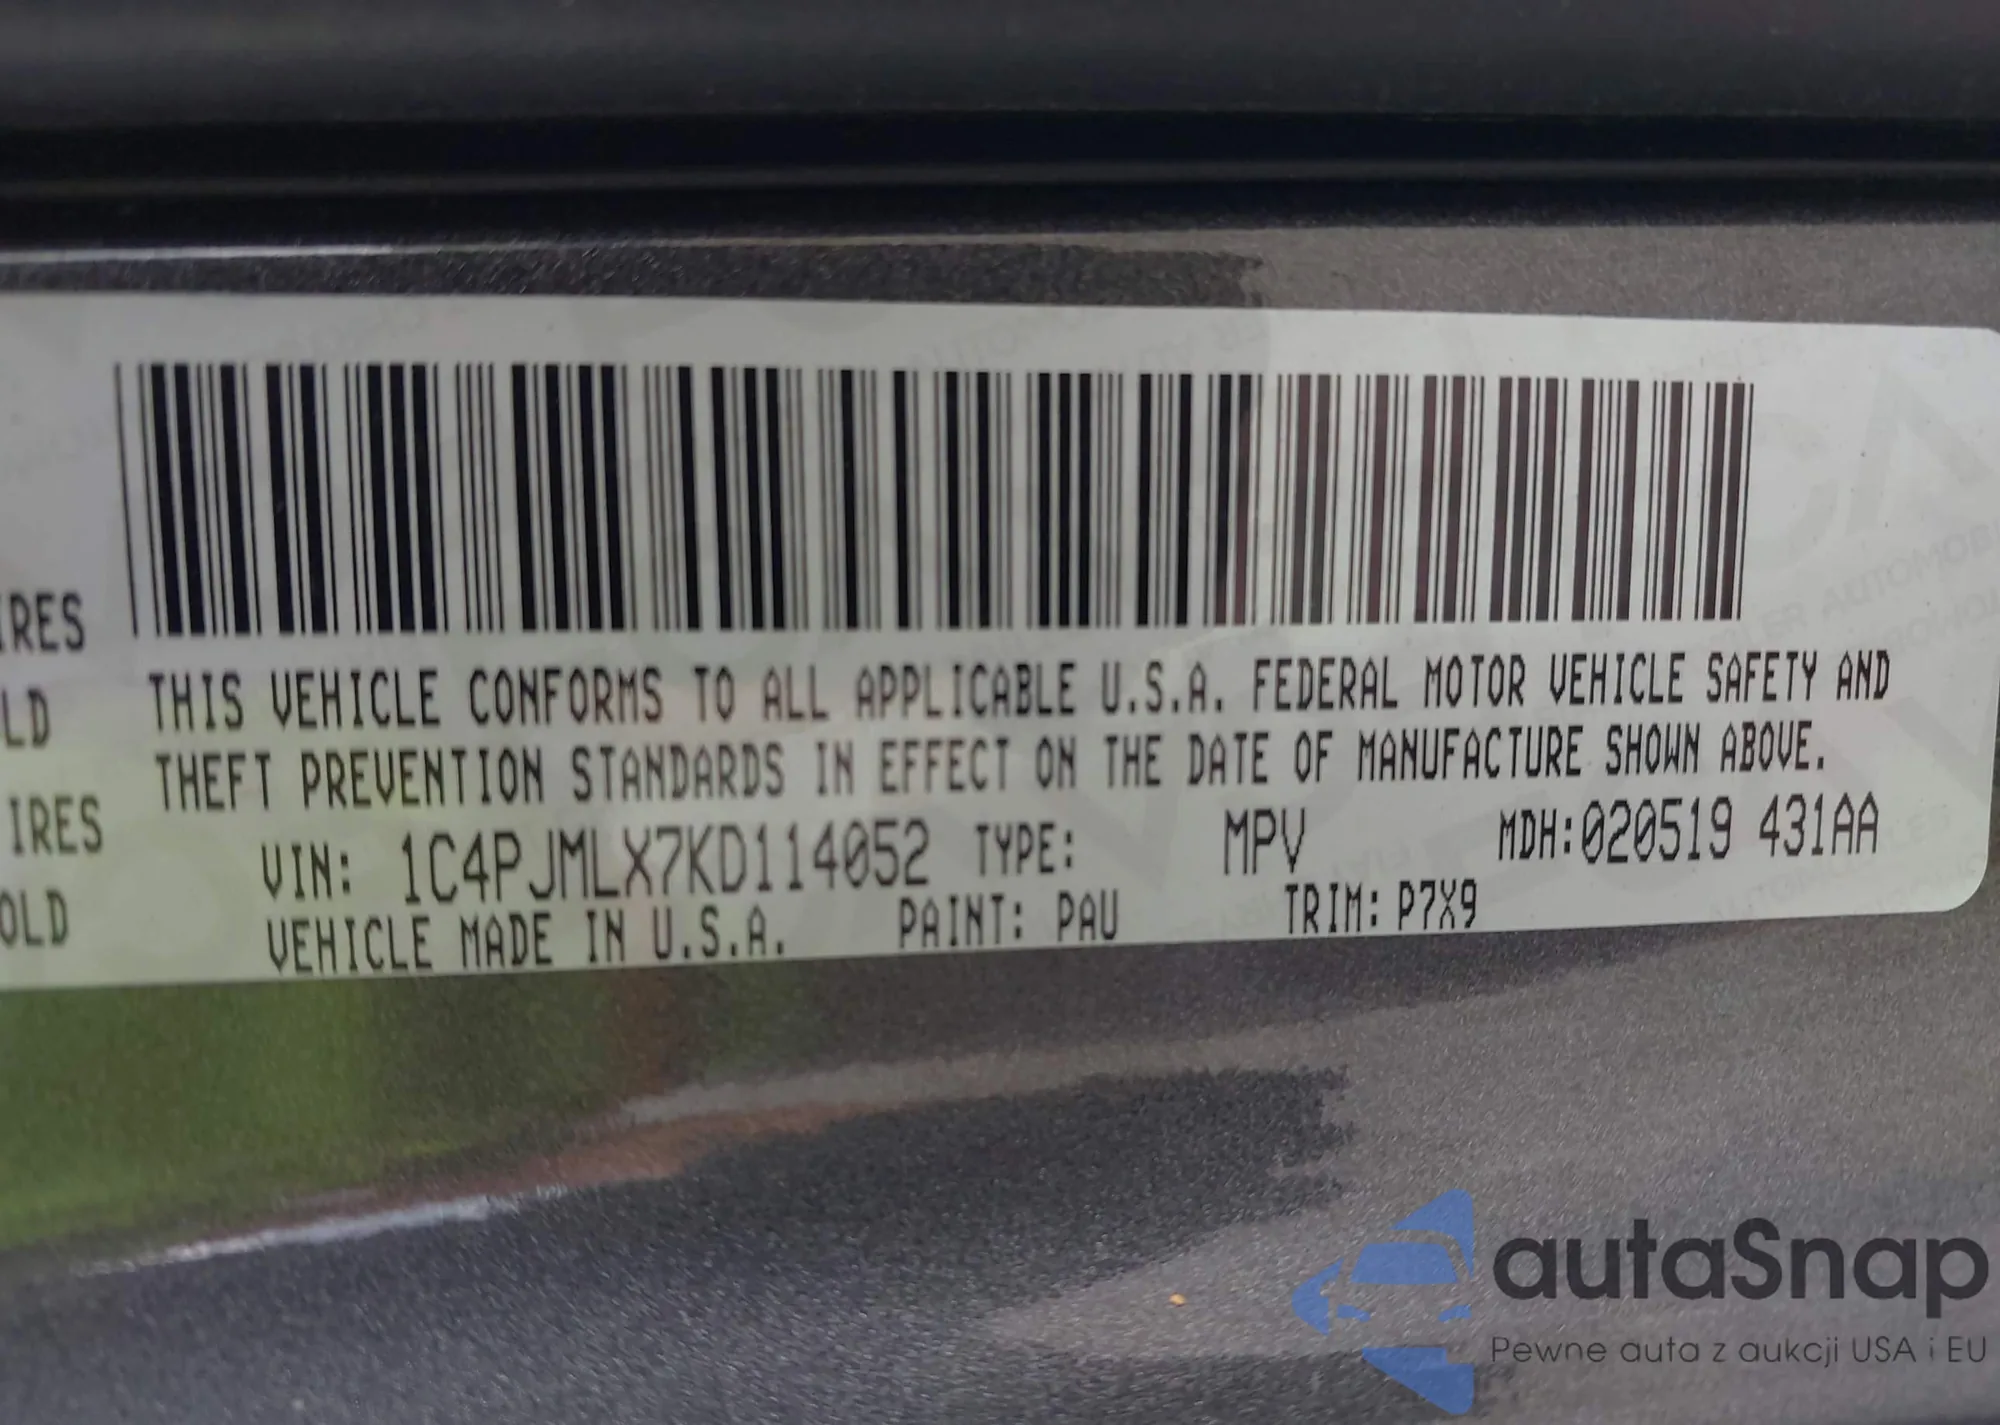 IRES
LD
IRES
OLD
THIS VEHICLE CONFORMS TO ALL APPLICABLE U.S.A. FEDERAL MOTOR VEHICLE SAFETY AND
THEFT PREVENTION STANDARDS IN EFFECT ON THE DATE OF MANUFACTURE SHOWN ABOVE.
VIN: 1C4PJMLX7KD114052 TYPE: MPV MDH:020519 431AA
VEHICLE MADE IN U.S.A. PAINT: PAU TRIM: P7X9
autaSnap
Pewne auta z aukcji USA i EU